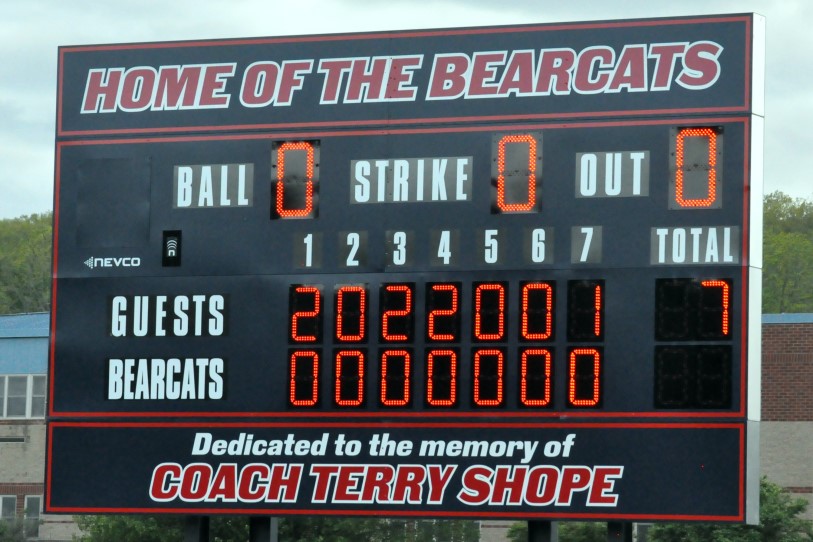 HOME OF THE BEARCATS
BALL 0 STRIKE 0 OUT 0
NEVCO n 1 2 3 4 5 6 7 TOTAL
GUESTS 2 0 2 2 0 0 1 7
BEARCATS 0 0 0 0 0 0 0
Dedicated to the memory of
COACH TERRY SHOPE